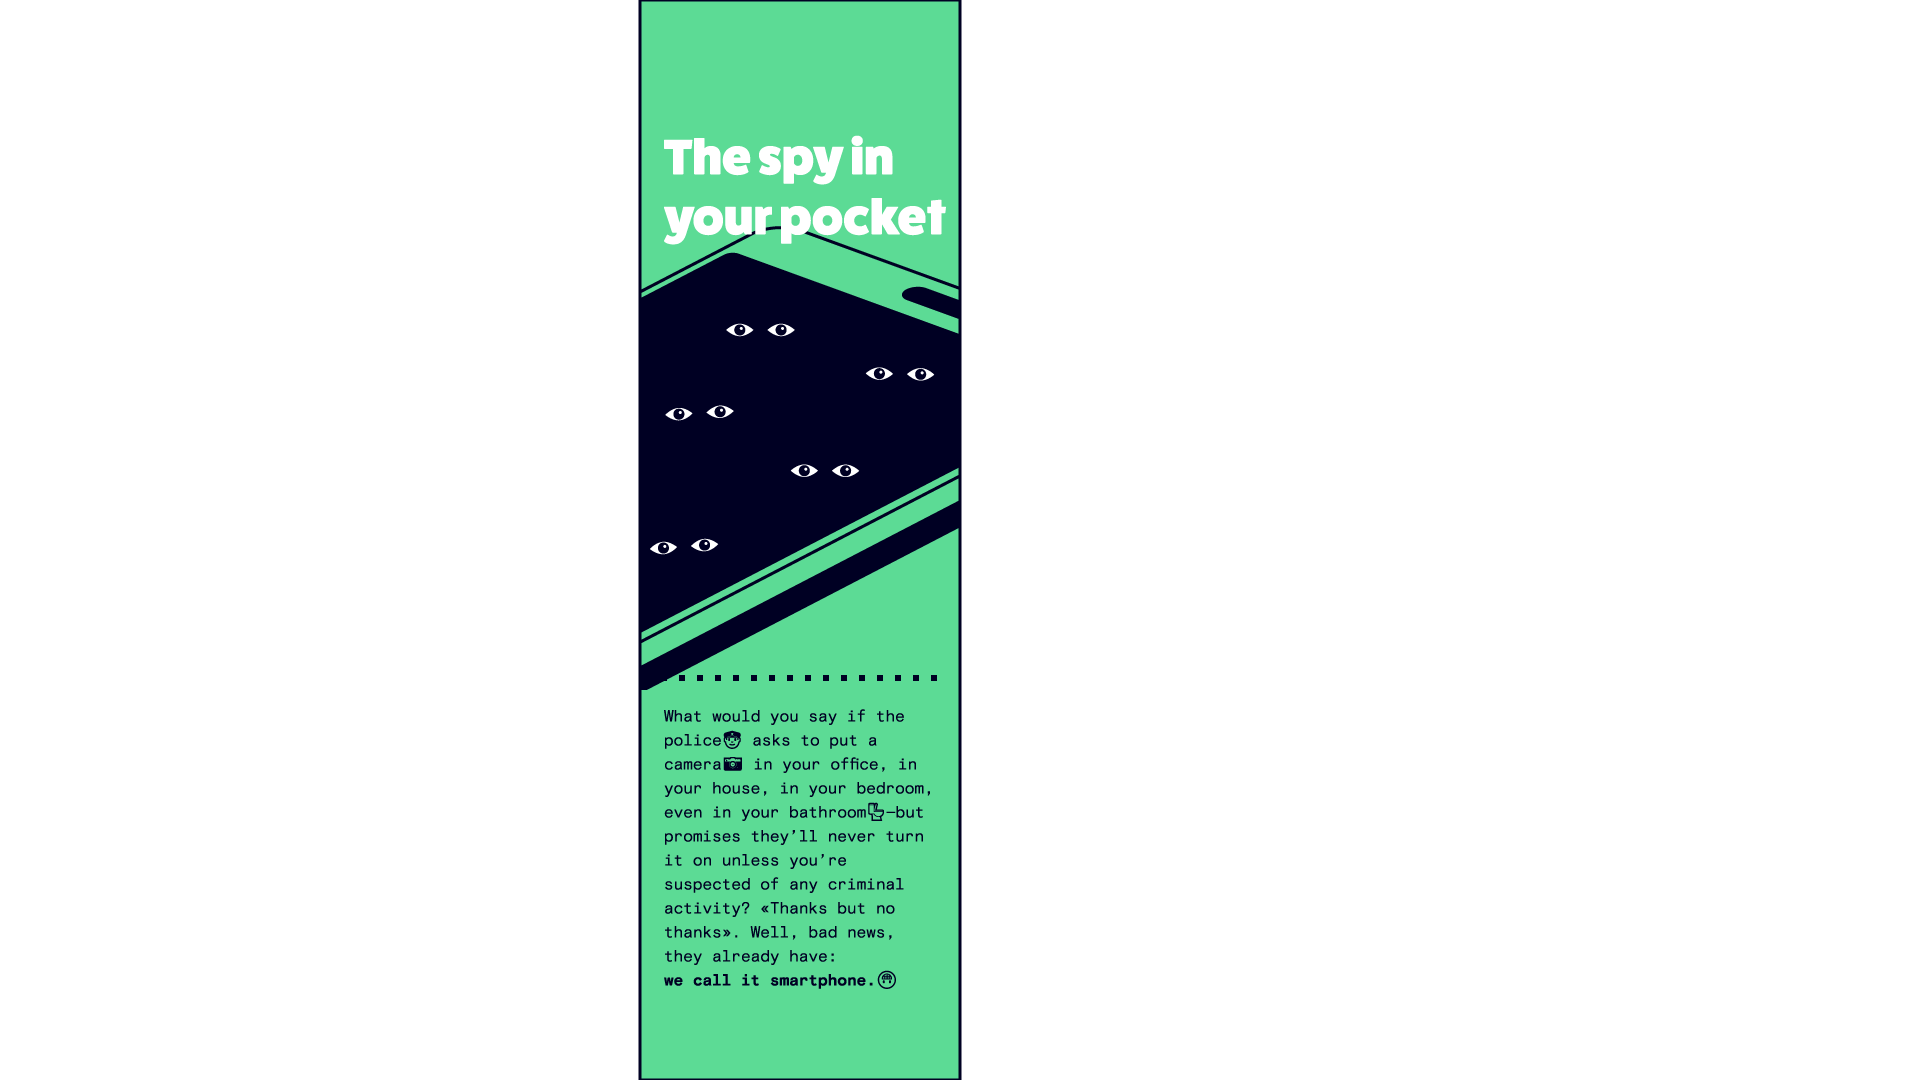 The spy in
your pocket
What would you say if the
police👮 asks to put a
camera📷 in your office, in
your house, in your bedroom,
even in your bathroom🚽—but
promises they’ll never turn
it on unless you’re
suspected of any criminal
activity? «Thanks but no
thanks». Well, bad news,
they already have:
we call it smartphone.